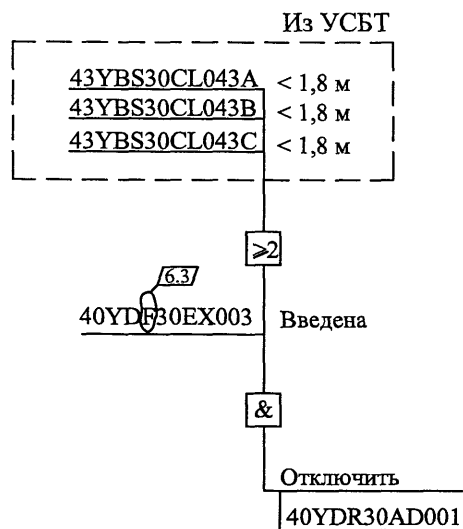 Из УСБТ
43YBS30CL043A < 1,8 м
43YBS30CL043B < 1,8 м
43YBS30CL043C < 1,8 м
⩾2
6.3
40YDF30EX003 Введена
&
Отключить
40YDR30AD001